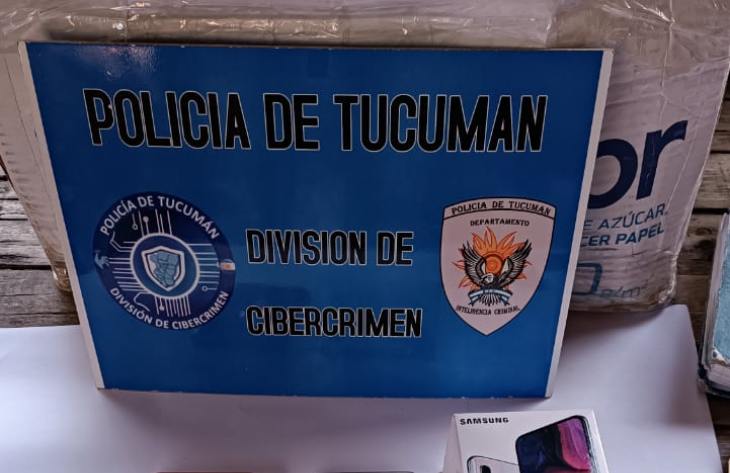 POLICIA DE TUCUMAN
POLICÍA DE TUCUMAN
DIVISIÓN DE CIBERCRIMEN
DIVISION DE
CIBERCRIMEN
POLICIA DE TUCUMAN
DEPARTAMENTO
INTELIGENCIA CRIMINAL
or
E AZÚCAR.
CER PAPEL
SAMSUNG